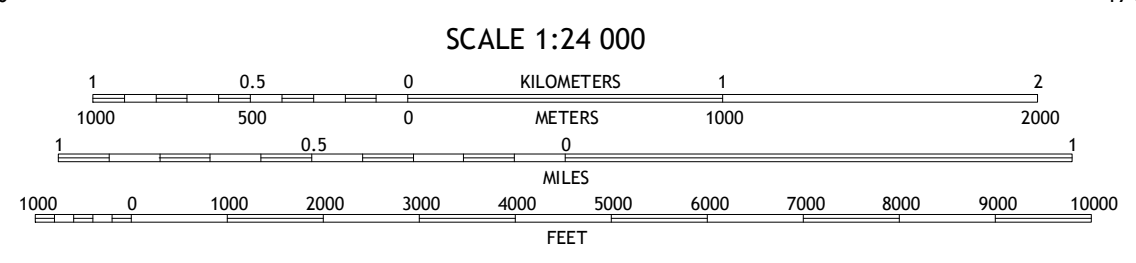 SCALE 1:24 000
1 0.5 0 KILOMETERS 1 2
1000 500 0 METERS 1000 2000
1 0.5 0 1
MILES
1000 0 1000 2000 3000 4000 5000 6000 7000 8000 9000 10000
FEET